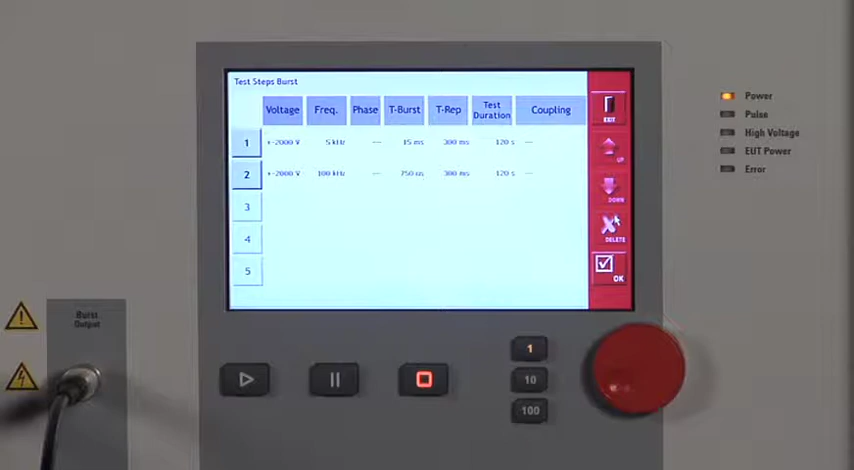 Test Steps Burst
Voltage Freq. Phase T-Burst T-Rep Test Duration Coupling
1 +-2000 V 5 kHz --- 15 ms 300 ms 120 s ---
2 +-2000 V 100 kHz --- 750 us 300 ms 120 s ---
3
4
5
EXIT
UP
DOWN
DELETE
OK
Power
Pulse
High Voltage
EUT Power
Error
Burst
Output
1
10
100